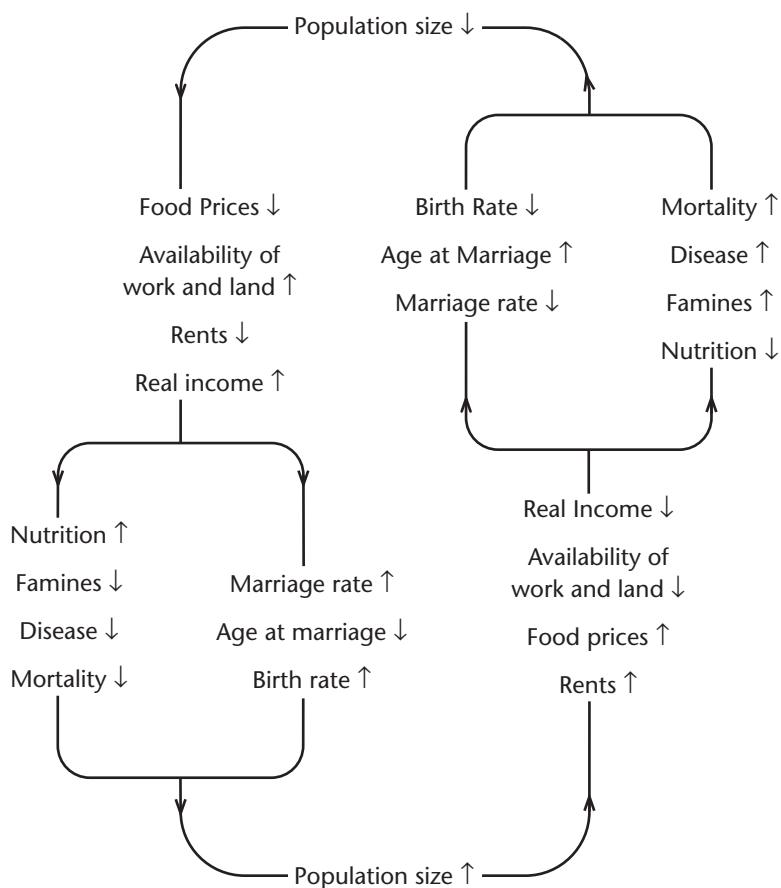 Population size ↓
Food Prices ↓
Availability of
work and land ↑
Rents ↓
Real income ↑
Nutrition ↑
Famines ↓
Disease ↓
Mortality ↓
Marriage rate ↑
Age at marriage ↓
Birth rate ↑
Population size ↑
Rents ↑
Food prices ↑
Availability of
work and land ↓
Real Income ↓
Birth Rate ↓
Age at Marriage ↑
Marriage rate ↓
Mortality ↑
Disease ↑
Famines ↑
Nutrition ↓